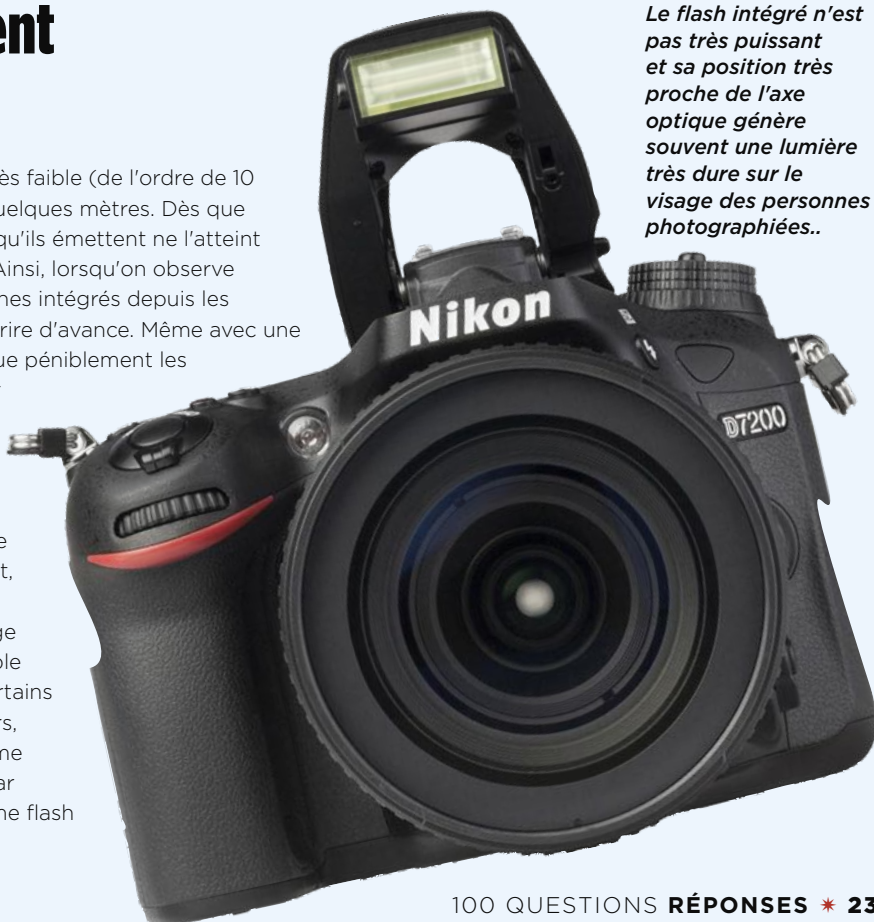 ent
ès faible (de l'ordre de 10
uelques mètres. Dès que
qu'ils émettent ne l'atteint
Ainsi, lorsqu'on observe
nes intégrés depuis les
rire d'avance. Même avec une
ue péniblement les
e
t,
ge
ble
rtains
rs,
me
ar
ne flash
Le flash intégré n'est
pas très puissant
et sa position très
proche de l'axe
optique génère
souvent une lumière
très dure sur le
visage des personnes
photographiées..
Nikon
D7200
100 QUESTIONS RÉPONSES * 23